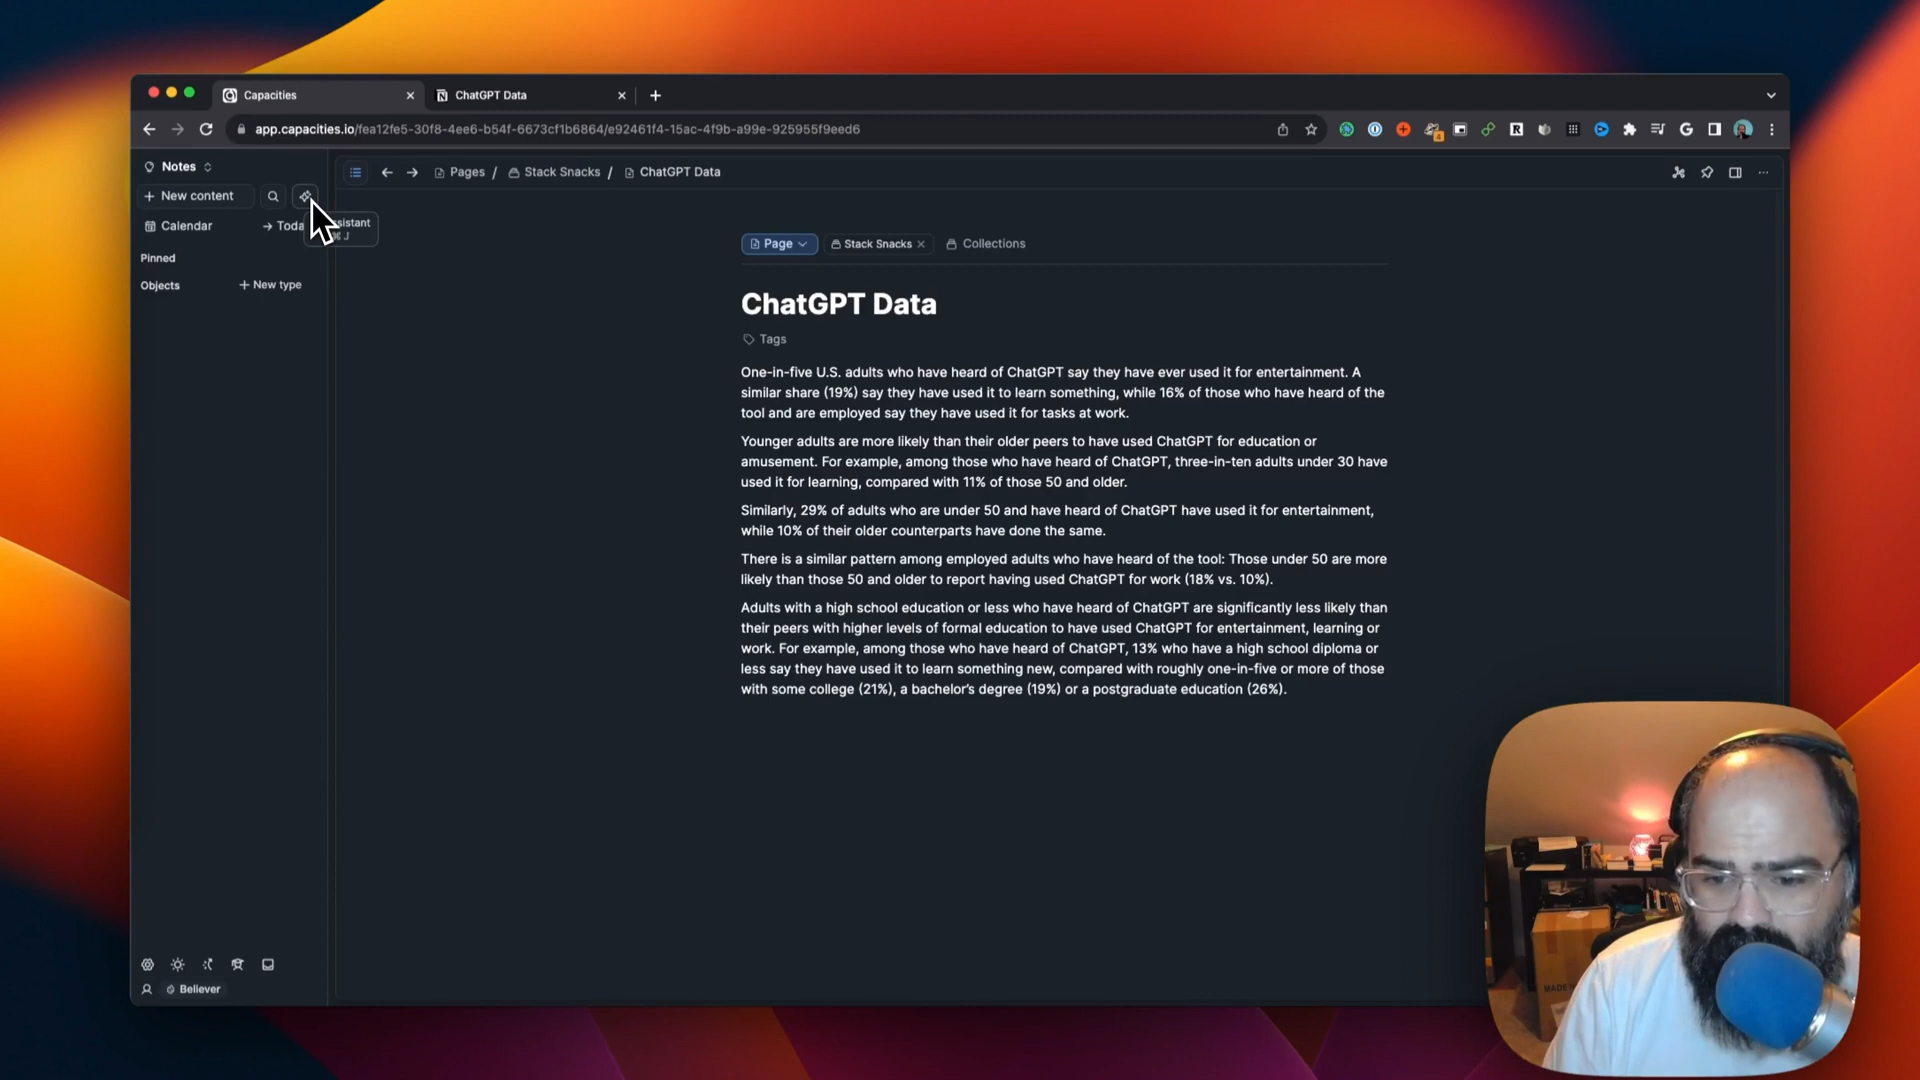 Capacities
ChatGPT Data
app.capacities.io/fea12fe5-30f8-4ee6-b54f-6673cf1b6864/e92461f4-15ac-4f9b-a99e-925955f9eed6
Notes
Pages / Stack Snacks / ChatGPT Data
New content
Calendar
⌘ J
Pinned
Objects
+ New type
Page
Stack Snacks
Collections
ChatGPT Data
Tags
One-in-five U.S. adults who have heard of ChatGPT say they have ever used it for entertainment. A
similar share (19%) say they have used it to learn something, while 16% of those who have heard of the
tool and are employed say they have used it for tasks at work.
Younger adults are more likely than their older peers to have used ChatGPT for education or
amusement. For example, among those who have heard of ChatGPT, three-in-ten adults under 30 have
used it for learning, compared with 11% of those 50 and older.
Similarly, 29% of adults who are under 50 and have heard of ChatGPT have used it for entertainment,
while 10% of their older counterparts have done the same.
There is a similar pattern among employed adults who have heard of the tool: Those under 50 are more
likely than those 50 and older to report having used ChatGPT for work (18% vs. 10%).
Adults with a high school education or less who have heard of ChatGPT are significantly less likely than
their peers with higher levels of formal education to have used ChatGPT for entertainment, learning or
work. For example, among those who have heard of ChatGPT, 13% who have a high school diploma or
less say they have used it to learn something new, compared with roughly one-in-five or more of those
with some college (21%), a bachelor's degree (19%) or a postgraduate education (26%).
Believer